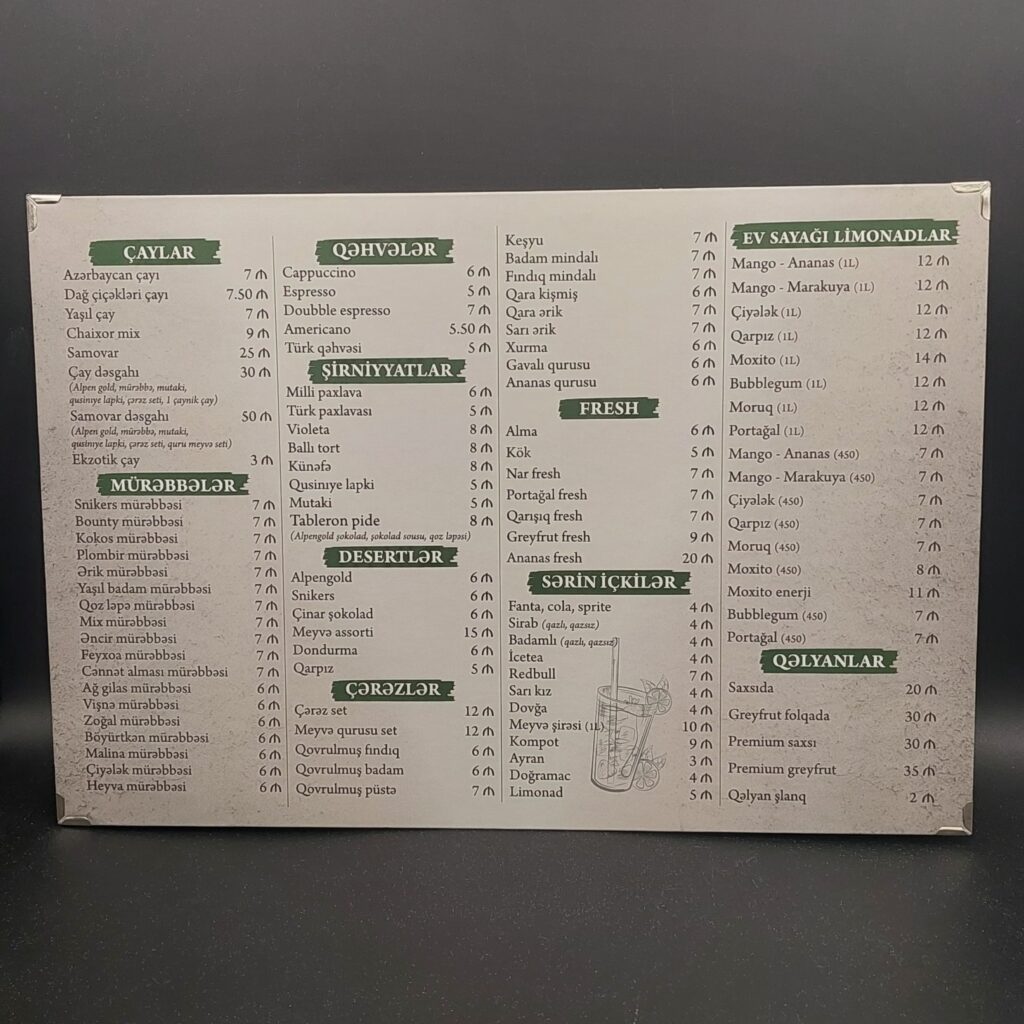 ÇAYLAR
Azərbaycan çayı 7 ₼
Dağ çiçəkləri çayı 7.50 ₼
Yaşıl çay 7 ₼
Chaixor mix 9 ₼
Samovar 25 ₼
Çay dəsgahı 30 ₼
(Alpen gold, mürəbbə, mutaki,
qusinıye lapki, çərəz seti, 1 çaynik çay)
Samovar dəsgahı 50 ₼
(Alpen gold, mürəbbə, mutaki,
qusinıye lapki, çərəz seti, quru meyvə seti)
Ekzotik çay 3 ₼
MÜRƏBBƏLƏR
Snikers mürəbbəsi 7 ₼
Bounty mürəbbəsi 7 ₼
Kokos mürəbbəsi 7 ₼
Plombir mürəbbəsi 7 ₼
Ərik mürəbbəsi 7 ₼
Yaşıl badam mürəbbəsi 7 ₼
Qoz ləpə mürəbbəsi 7 ₼
Mix mürəbbəsi 7 ₼
Əncir mürəbbəsi 7 ₼
Feyxoa mürəbbəsi 7 ₼
Cənnət alması mürəbbəsi 7 ₼
Ağ gilas mürəbbəsi 6 ₼
Vişnə mürəbbəsi 6 ₼
Zoğal mürəbbəsi 6 ₼
Böyürtkən mürəbbəsi 6 ₼
Malina mürəbbəsi 6 ₼
Çiyələk mürəbbəsi 6 ₼
Heyva mürəbbəsi 6 ₼
QƏHVƏLƏR
Cappuccino 6 ₼
Espresso 5 ₼
Doubble espresso 7 ₼
Americano 5.50 ₼
Türk qəhvəsi 5 ₼
ŞİRNİYYATLAR
Milli paxlava 6 ₼
Türk paxlavası 5 ₼
Violeta 8 ₼
Ballı tort 8 ₼
Künəfə 8 ₼
Qusinıye lapki 5 ₼
Mutaki 5 ₼
Tableron pide 8 ₼
(Alpengold şokolad, şokolad sousu, qoz ləpəsi)
DESERTLƏR
Alpengold 6 ₼
Snikers 6 ₼
Çinar şokolad 6 ₼
Meyvə assorti 15 ₼
Dondurma 6 ₼
Qarpız 5 ₼
ÇƏRƏZLƏR
Çərəz set 12 ₼
Meyvə qurusu set 12 ₼
Qovrulmuş fındıq 6 ₼
Qovrulmuş badam 6 ₼
Qovrulmuş püstə 7 ₼
Keşyu 7 ₼
Badam mindalı 7 ₼
Fındıq mindalı 7 ₼
Qara kişmiş 6 ₼
Qara ərik 7 ₼
Sarı ərik 7 ₼
Xurma 6 ₼
Gavalı qurusu 6 ₼
Ananas qurusu 6 ₼
FRESH
Alma 6 ₼
Kök 5 ₼
Nar fresh 7 ₼
Portağal fresh 7 ₼
Qarışıq fresh 7 ₼
Greyfrut fresh 9 ₼
Ananas fresh 20 ₼
SƏRİN İÇKİLƏR
Fanta, cola, sprite 4 ₼
Sirab (qazlı, qazsız) 4 ₼
Badamlı (qazlı, qazsız) 4 ₼
İcetea 4 ₼
Redbull 7 ₼
Sarı kız 4 ₼
Dovğa 4 ₼
Meyvə şirəsi (1L) 10 ₼
Kompot 9 ₼
Ayran 3 ₼
Doğramac 4 ₼
Limonad 5 ₼
EV SAYAĞI LİMONADLAR
Mango - Ananas (1L) 12 ₼
Mango - Marakuya (1L) 12 ₼
Çiyələk (1L) 12 ₼
Qarpız (1L) 12 ₼
Moxito (1L) 14 ₼
Bubblegum (1L) 12 ₼
Moruq (1L) 12 ₼
Portağal (1L) 12 ₼
Mango - Ananas (450) 7 ₼
Mango - Marakuya (450) 7 ₼
Çiyələk (450) 7 ₼
Qarpız (450) 7 ₼
Moruq (450) 7 ₼
Moxito (450) 8 ₼
Moxito enerji 11 ₼
Bubblegum (450) 7 ₼
Portağal (450) 7 ₼
QƏLYANLAR
Saxsıda 20 ₼
Greyfrut folqada 30 ₼
Premium saxsı 30 ₼
Premium greyfrut 35 ₼
Qəlyan şlanq 2 ₼